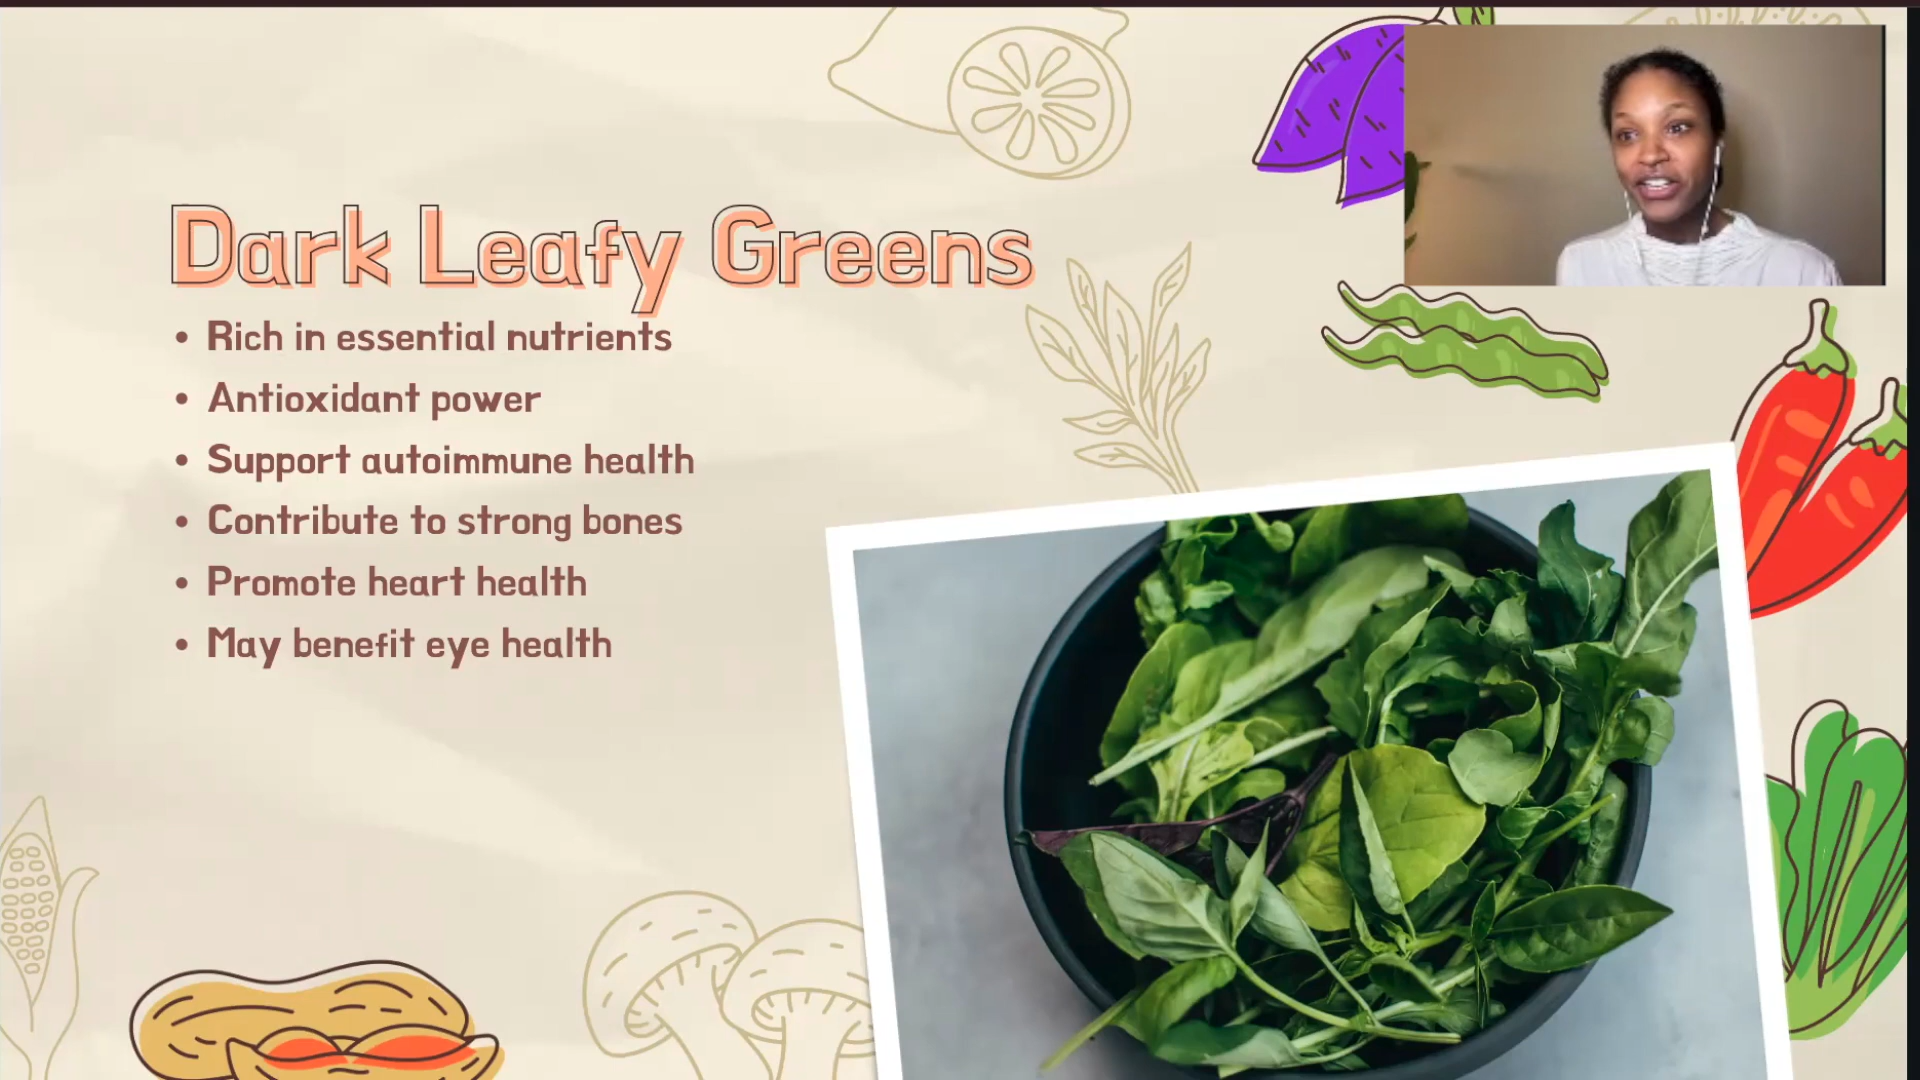 Dark Leafy Greens
• Rich in essential nutrients
• Antioxidant power
• Support autoimmune health
• Contribute to strong bones
• Promote heart health
• May benefit eye health